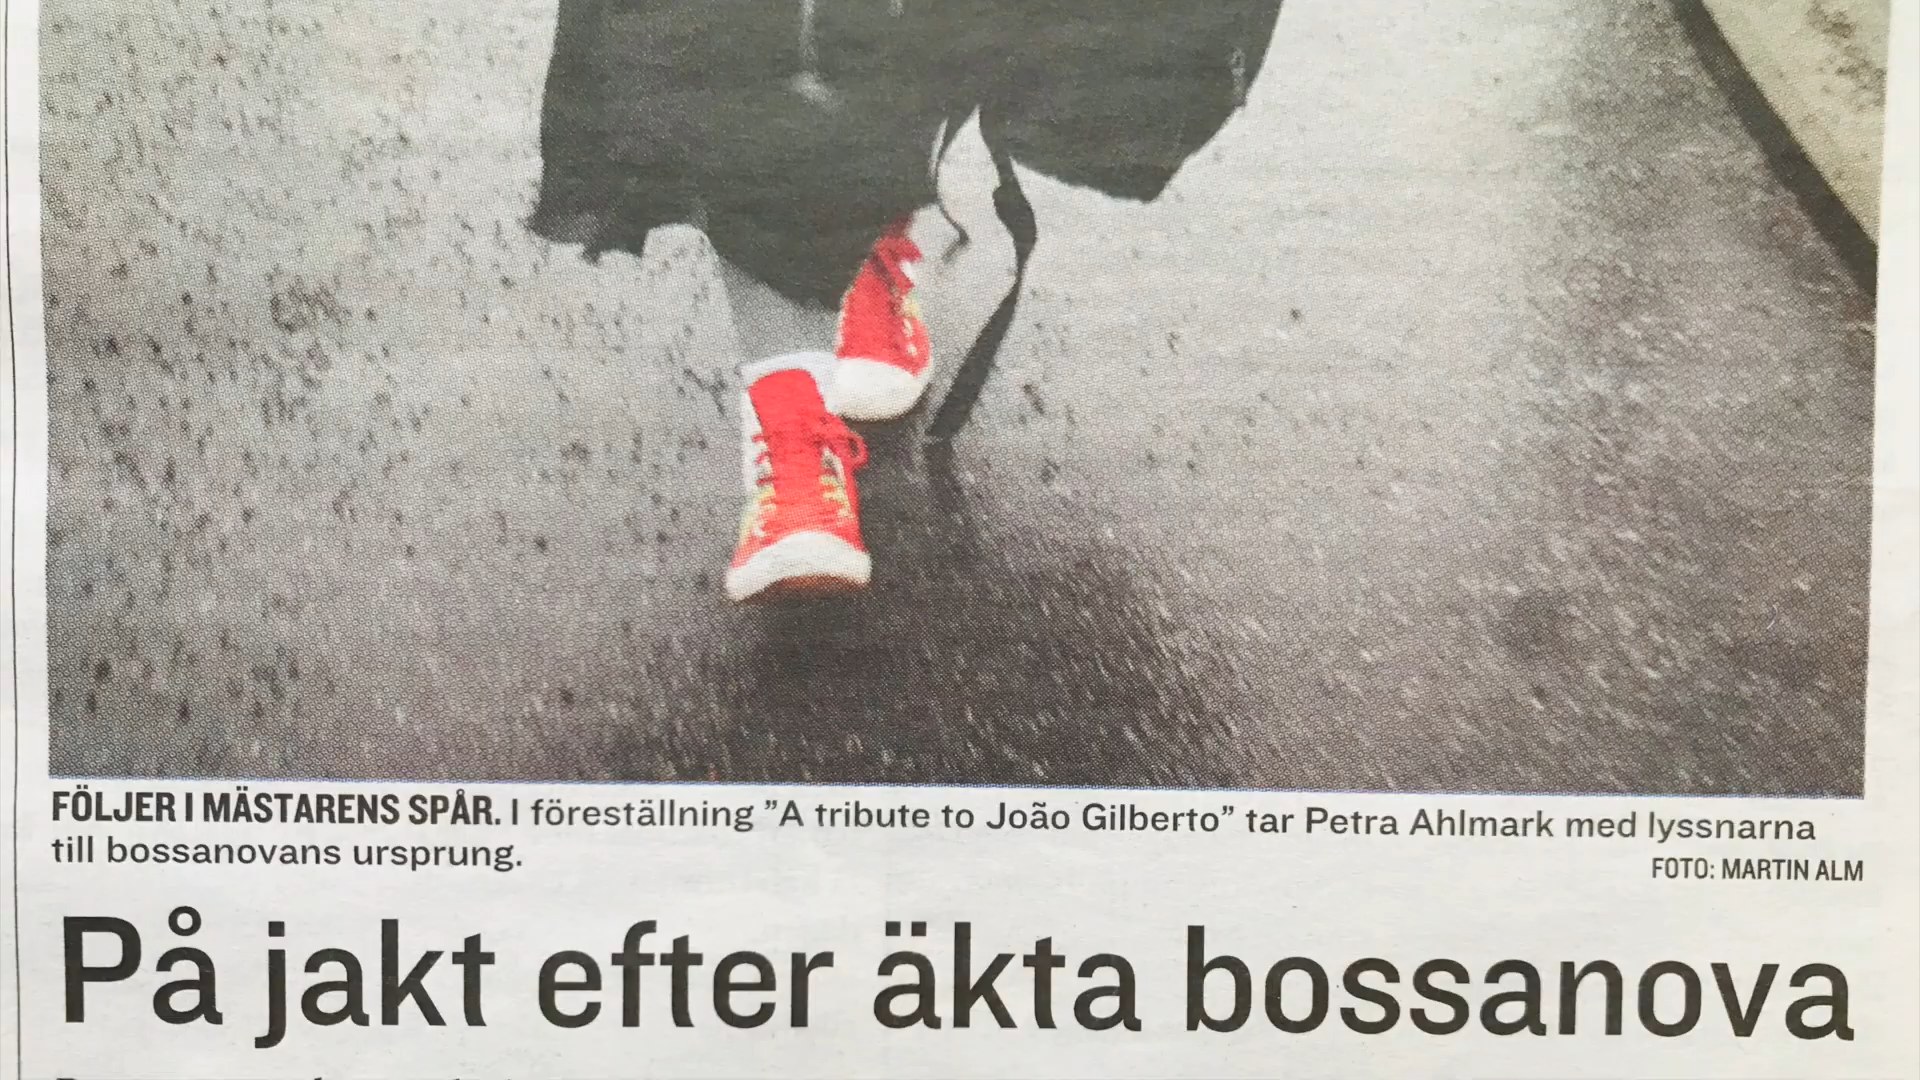 FÖLJER I MÄSTARENS SPÅR. I föreställning ”A tribute to João Gilberto” tar Petra Ahlmark med lyssnarna
till bossanovans ursprung.
FOTO: MARTIN ALM
På jakt efter äkta bossanova